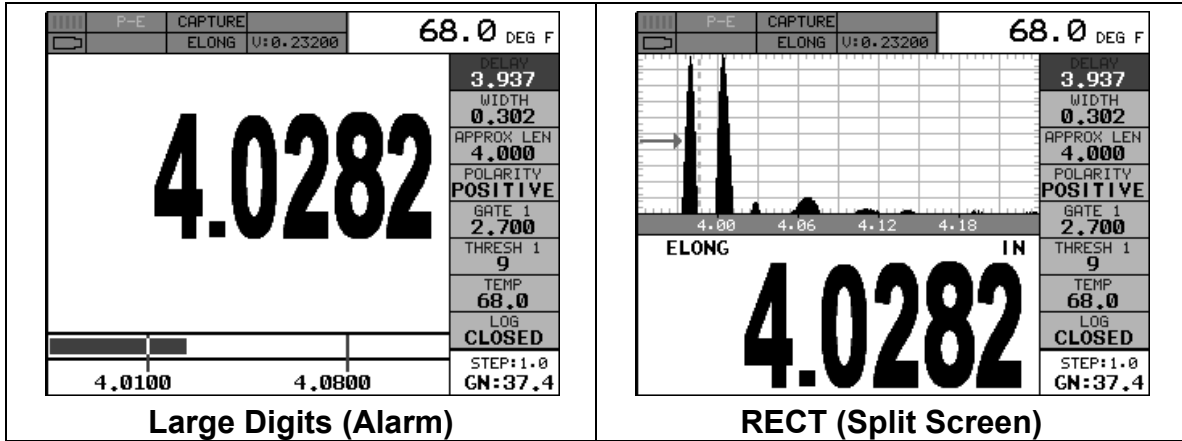 P-E CAPTURE
ELONG V:0.23200
68.0 DEG F
4.0282
DELAY
3.937
WIDTH
0.302
APPROX LEN
4.000
POLARITY
POSITIVE
GATE 1
2.700
THRESH 1
9
TEMP
68.0
LOG
CLOSED
STEP:1.0
GN:37.4
4.0100 4.0800
Large Digits (Alarm)
P-E CAPTURE
ELONG V:0.23200
68.0 DEG F
4.00 4.06 4.12 4.18
ELONG IN
4.0282
DELAY
3.937
WIDTH
0.302
APPROX LEN
4.000
POLARITY
POSITIVE
GATE 1
2.700
THRESH 1
9
TEMP
68.0
LOG
CLOSED
STEP:1.0
GN:37.4
RECT (Split Screen)